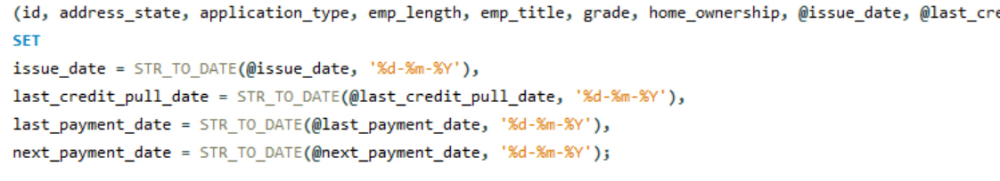 (id, address_state, application_type, emp_length, emp_title, grade, home_ownership, @issue_date,
SET
issue_date = STR_TO_DATE(@issue_date, '%d-%m-%Y'),
last_credit_pull_date = STR_TO_DATE(@last_credit_pull_date, '%d-%m-%Y'),
last_payment_date = STR_TO_DATE(@last_payment_date, '%d-%m-%Y'),
next_payment_date = STR_TO_DATE(@next_payment_date, '%d-%m-%Y');